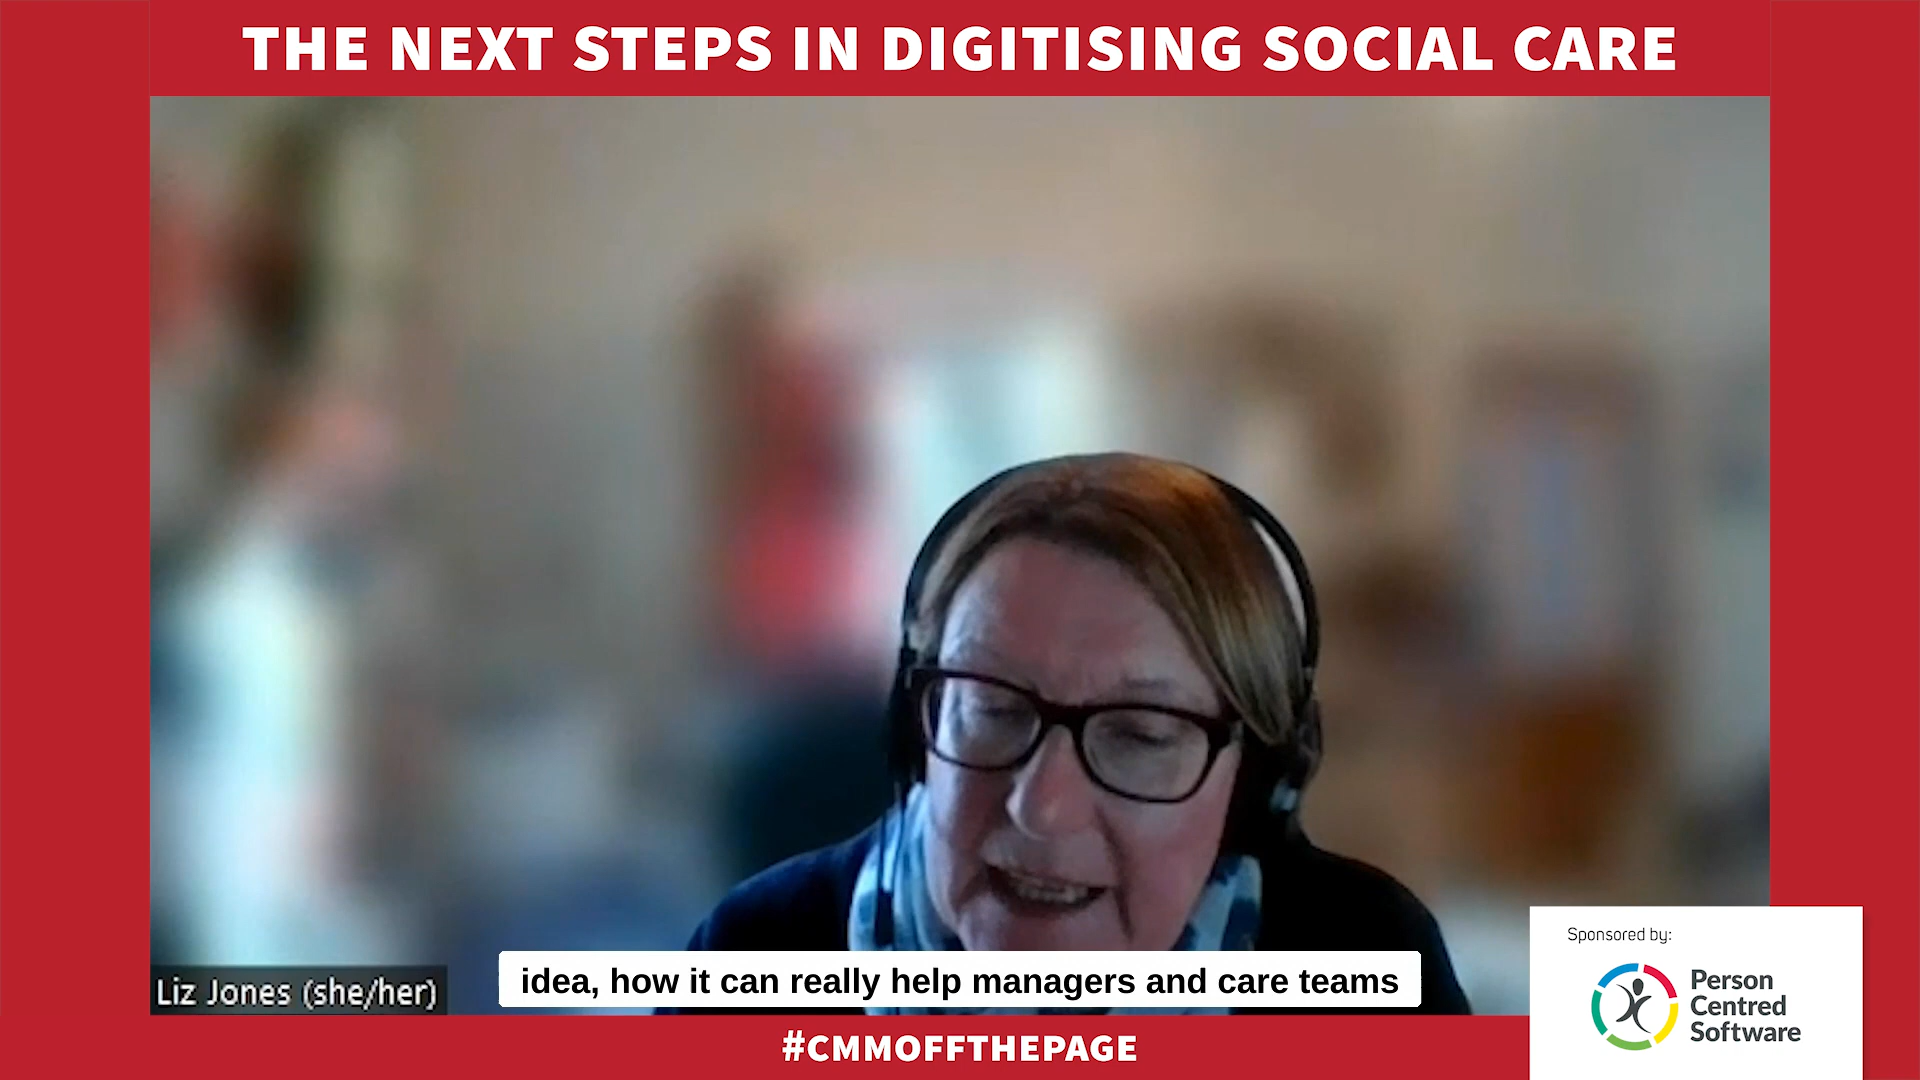 THE NEXT STEPS IN DIGITISING SOCIAL CARE
Sponsored by:
Person
Centred
Software
Liz Jones (she/her)
idea, how it can really help managers and care teams
#CMMOFFTHEPAGE